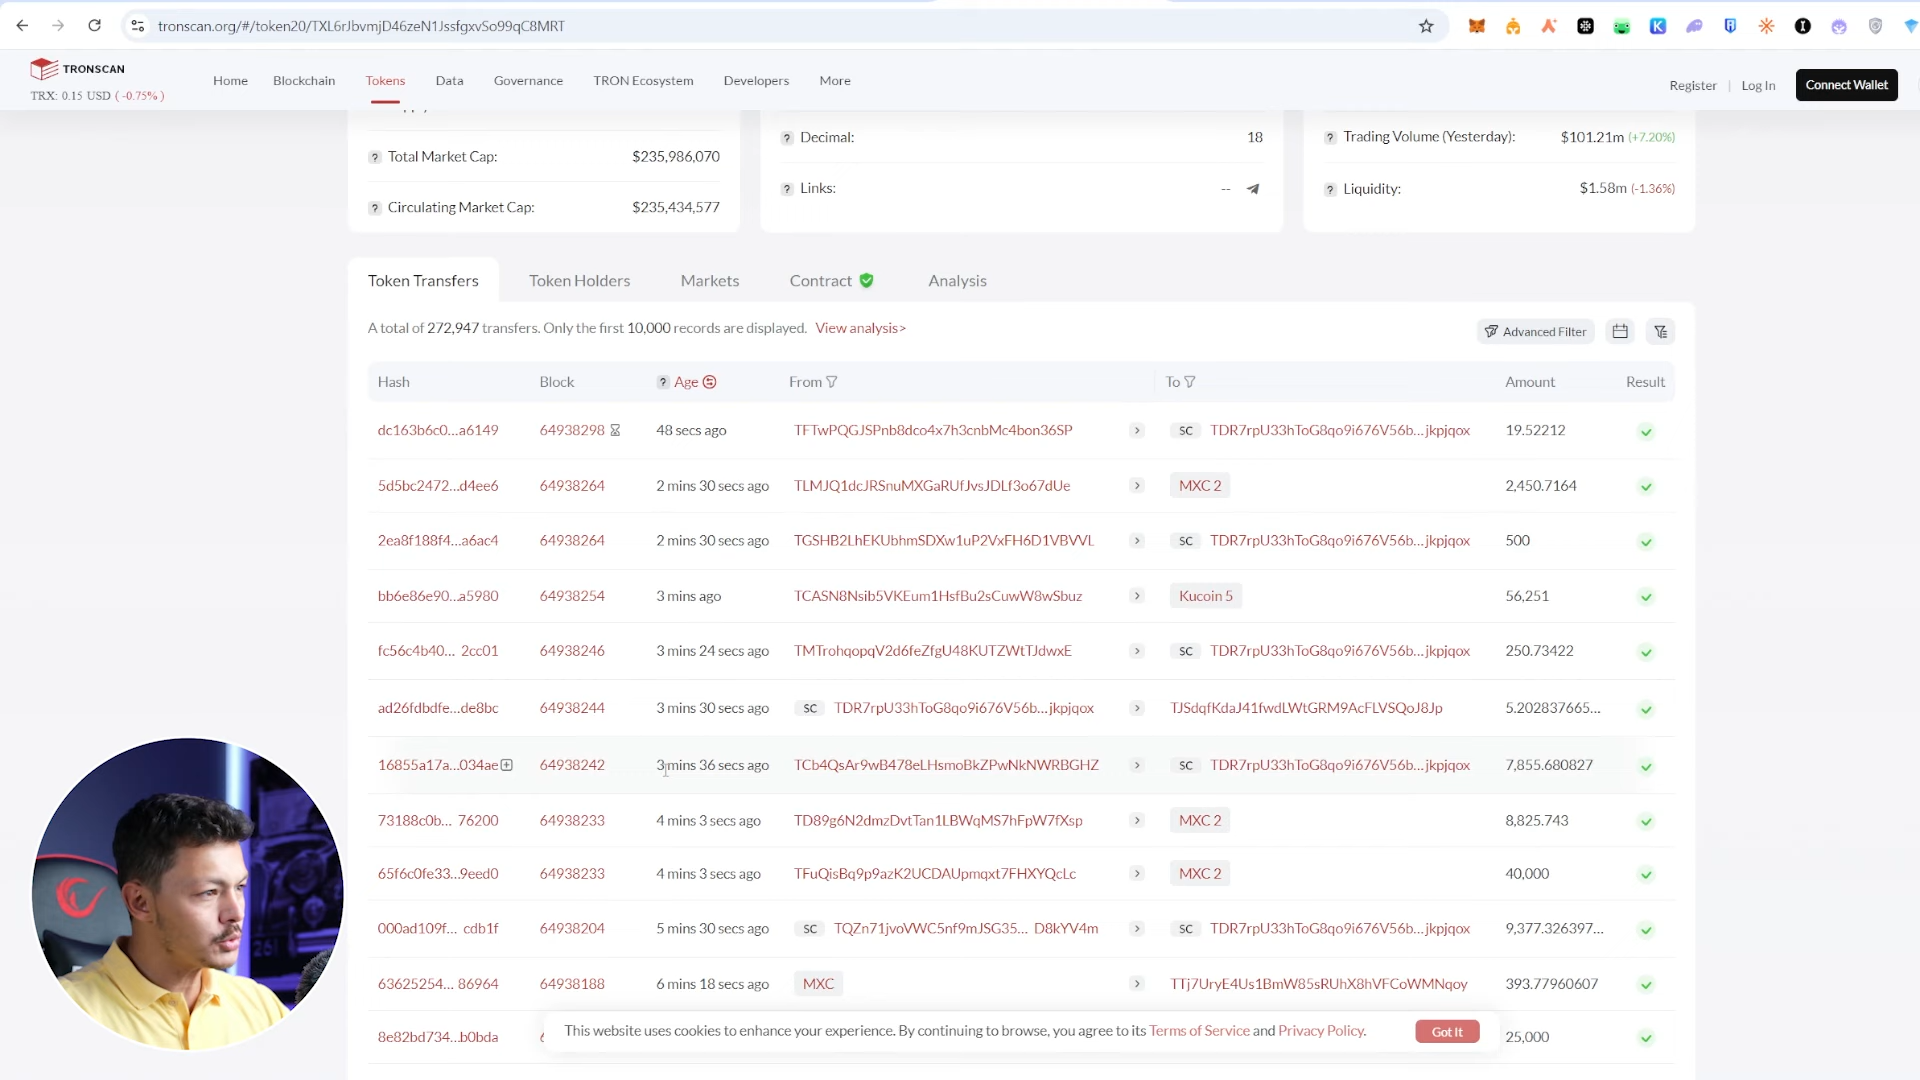 tronscan.org/#/token20/TXL6rJbvmjD46zeN1JssfgxvSo99qC8MRT
TRONSCAN
TRX: 0.15 USD ( -0.75% )
Home Blockchain Tokens Data Governance TRON Ecosystem Developers More
Register | Log In Connect Wallet
Total Market Cap: $235,986,070
Circulating Market Cap: $235,434,577
Decimal: 18
Links: --
Trading Volume (Yesterday): $101.21m (+7.20%)
Liquidity: $1.58m (-1.36%)
Token Transfers Token Holders Markets Contract Analysis
A total of 272,947 transfers. Only the first 10,000 records are displayed. View analysis>
Advanced Filter
Hash Block Age From To Amount Result
dc163b6c0...a6149 64938298 48 secs ago TFTwPQGJSPnb8dco4x7h3cnbMc4bon36SP SC TDR7rpU33hToG8qo9i676V56b...jkpjqox 19.52212
5d5bc2472...d4ee6 64938264 2 mins 30 secs ago TLMJQ1dcJRSnuMXGaRUfJvsJDLf3o67dUe MXC 2 2,450.7164
2ea8f188f4...a6ac4 64938264 2 mins 30 secs ago TGSHB2LhEKUbhmSDXw1uP2VxFH6D1VBVVL SC TDR7rpU33hToG8qo9i676V56b...jkpjqox 500
bb6e86e90...a5980 64938254 3 mins ago TCASN8Nsib5VKEum1HsfBu2sCuwW8wSbuz Kucoin 5 56,251
fc56c4b40... 2cc01 64938246 3 mins 24 secs ago TMTrohqopqV2d6feZfgU48KUTZWtTJdwxE SC TDR7rpU33hToG8qo9i676V56b...jkpjqox 250.73422
ad26fdbdfe...de8bc 64938244 3 mins 30 secs ago SC TDR7rpU33hToG8qo9i676V56b...jkpjqox TJSdqfKdaJ41fwdLWtGRM9AcFLVSQoJ8Jp 5.202837665...
16855a17a...034ae 64938242 3 mins 36 secs ago TCb4QsAr9wB478eLHsmoBkZPwNkNWRBGHZ SC TDR7rpU33hToG8qo9i676V56b...jkpjqox 7,855.680827
73188c0b... 76200 64938233 4 mins 3 secs ago TD89g6N2dmzDvtTan1LBWqMS7hFpW7fXsp MXC 2 8,825.743
65f6c0fe33...9eed0 64938233 4 mins 3 secs ago TFuQisBq9p9azK2UCDAUpmqxt7FHXYQcLc MXC 2 40,000
000ad109f... cdb1f 64938204 5 mins 30 secs ago SC TQZn71jvoVWC5nf9mJSG35... D8kYV4m SC TDR7rpU33hToG8qo9i676V56b...jkpjqox 9,377.326397...
63625254... 86964 64938188 6 mins 18 secs ago MXC TTj7UryE4Us1BmW85sRUhX8hVFCoWMNqoy 393.77960607
8e82bd734...b0bda 25,000
This website uses cookies to enhance your experience. By continuing to browse, you agree to its Terms of Service and Privacy Policy. Got It